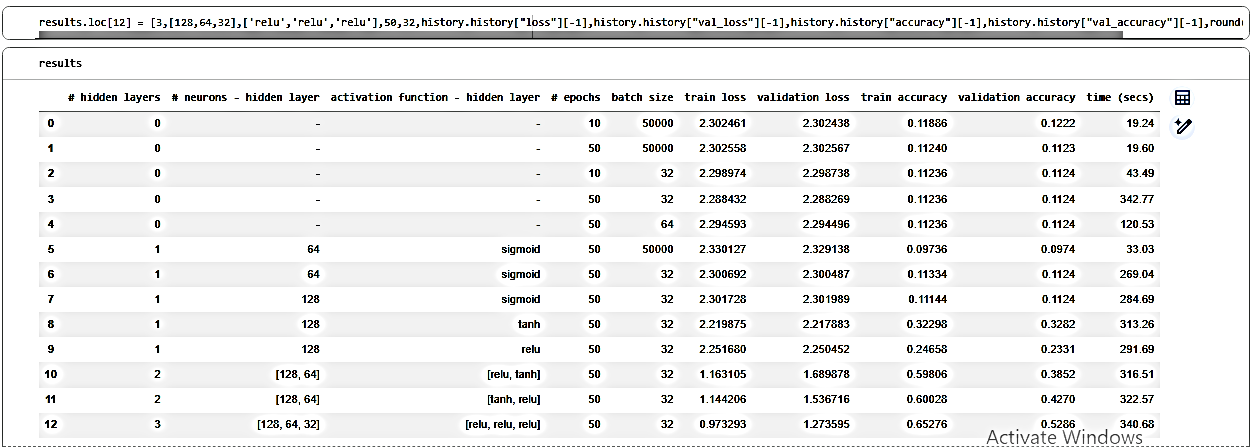 results.loc[12] = [3,[128,64,32],['relu','relu','relu'],50,32,history.history["loss"][-1],history.history["val_loss"][-1],history.history["accuracy"][-1],history.history["val_accuracy"][-1],round(
results
# hidden layers # neurons - hidden layer activation function - hidden layer # epochs batch size train loss validation loss train accuracy validation accuracy time (secs)
0 0 - - 10 50000 2.302461 2.302438 0.11886 0.1222 19.24
1 0 - - 50 50000 2.302558 2.302567 0.11240 0.1123 19.60
2 0 - - 10 32 2.298974 2.298738 0.11236 0.1124 43.49
3 0 - - 50 32 2.288432 2.288269 0.11236 0.1124 342.77
4 0 - - 50 64 2.294593 2.294496 0.11236 0.1124 120.53
5 1 64 sigmoid 50 50000 2.330127 2.329138 0.09736 0.0974 33.03
6 1 64 sigmoid 50 32 2.300692 2.300487 0.11334 0.1124 269.04
7 1 128 sigmoid 50 32 2.301728 2.301989 0.11144 0.1124 284.69
8 1 128 tanh 50 32 2.219875 2.217883 0.32298 0.3282 313.26
9 1 128 relu 50 32 2.251680 2.250452 0.24658 0.2331 291.69
10 2 [128, 64] [relu, tanh] 50 32 1.163105 1.689878 0.59806 0.3852 316.51
11 2 [128, 64] [tanh, relu] 50 32 1.144206 1.536716 0.60028 0.4270 322.57
12 3 [128, 64, 32] [relu, relu, relu] 50 32 0.973293 1.273595 0.65276 0.5286 340.68
Activate Windows